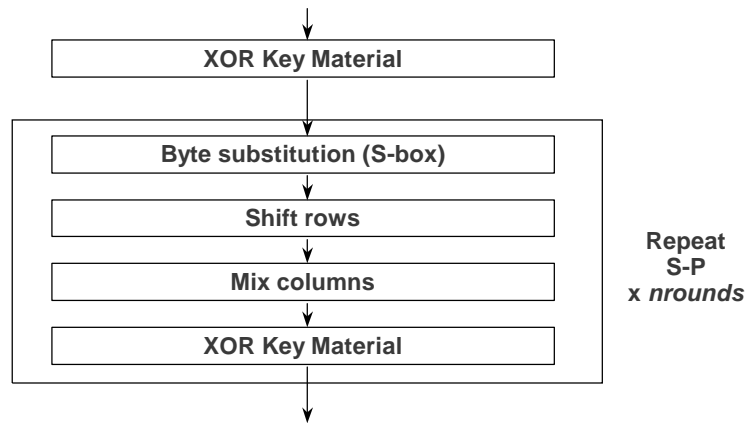 XOR Key Material
Byte substitution (S-box)
Shift rows
Mix columns
XOR Key Material
Repeat
S-P
x nrounds